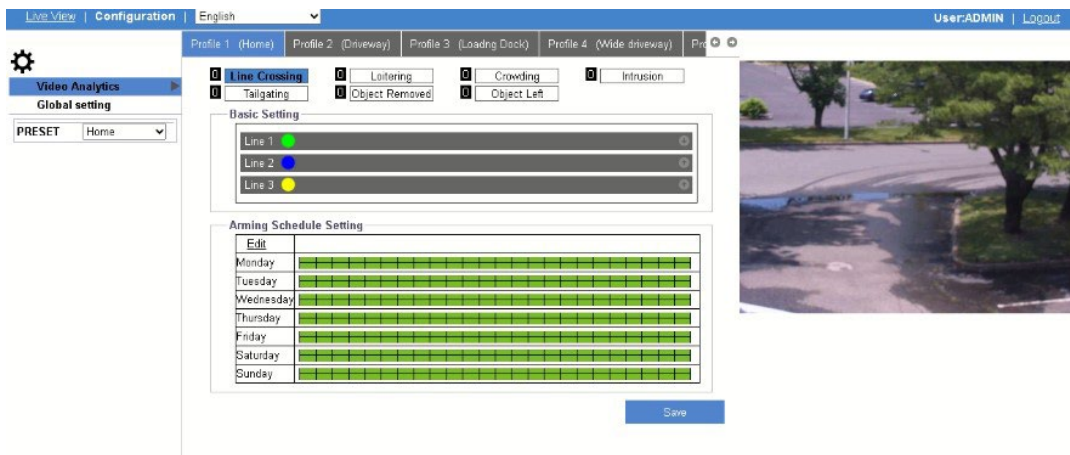 Live View | Configuration | English User:ADMIN | Logout
Profile 1 (Home) Profile 2 (Driveway) Profile 3 (Loadng Dock) Profile 4 (Wide driveway)
Video Analytics
Global setting
PRESET Home
0 Line Crossing 0 Loitering 0 Crowding 0 Intrusion
0 Tailgating 0 Object Removed 0 Object Left
Basic Setting
Line 1
Line 2
Line 3
Arming Schedule Setting
Edit
Monday
Tuesday
Wednesday
Thursday
Friday
Saturday
Sunday
Save